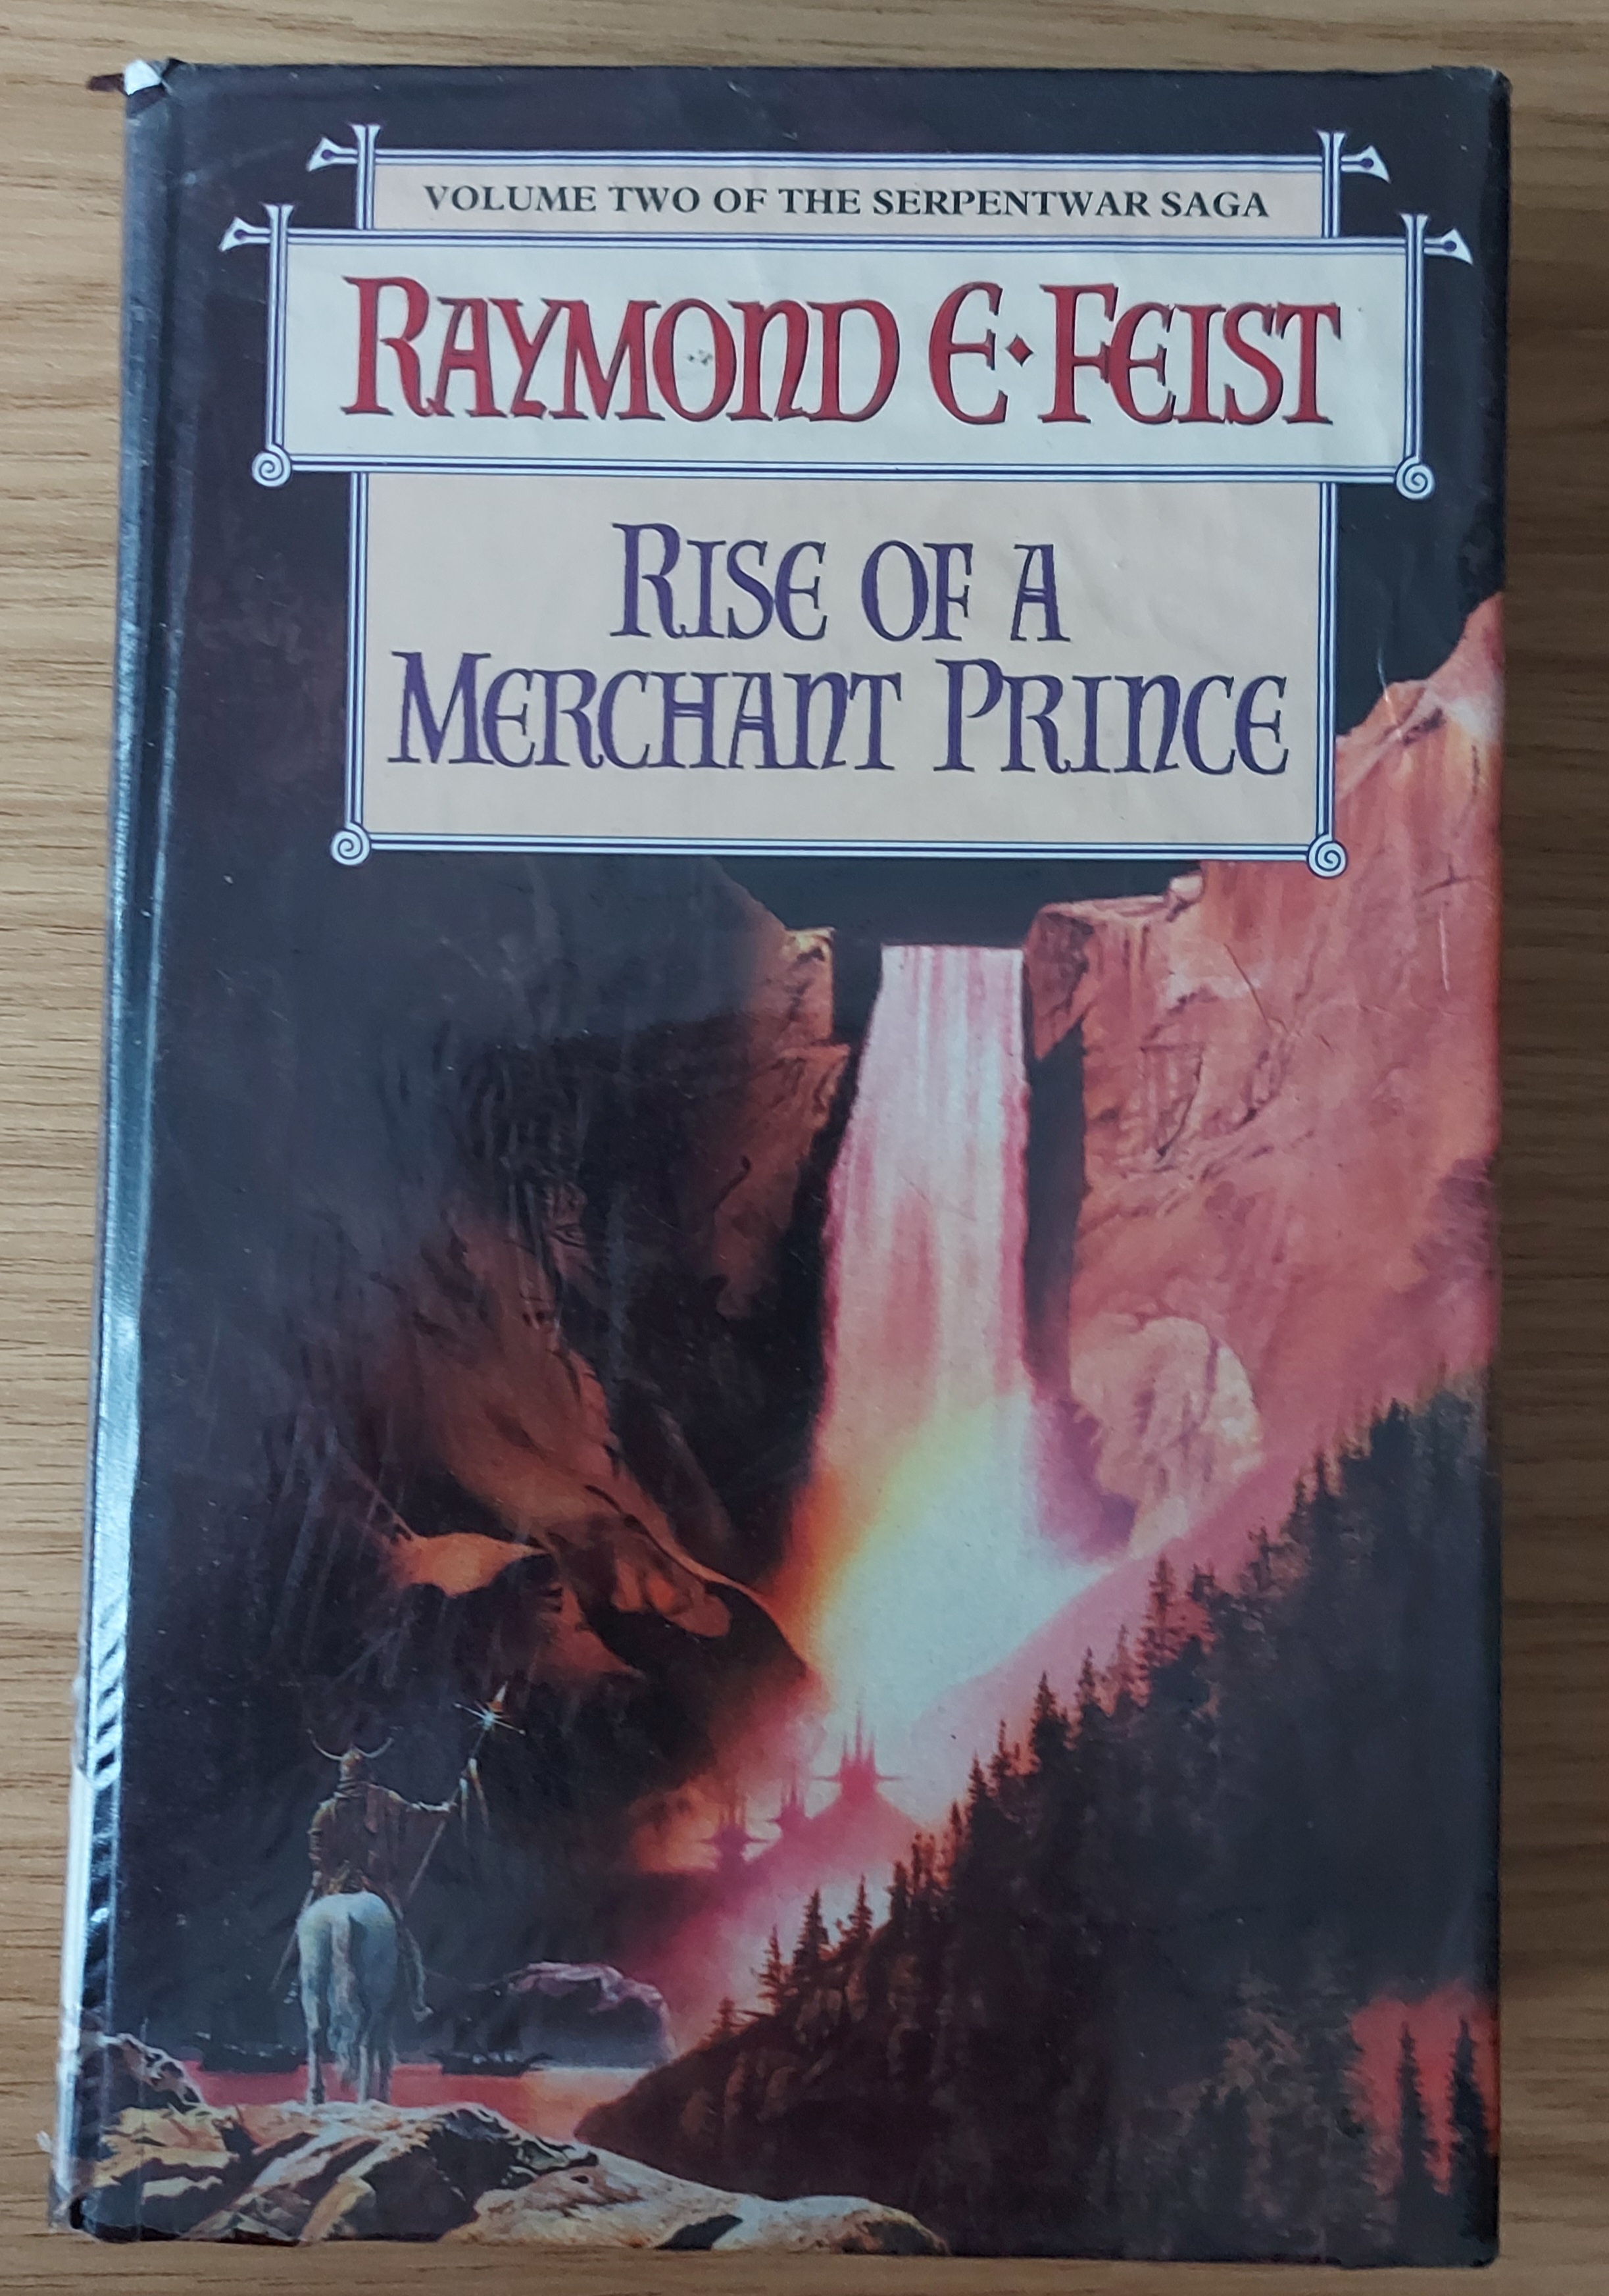 VOLUME TWO OF THE SERPENTWAR SAGA
RAYMOND E·FEIST
RISE OF A
MERCHANT PRINCE